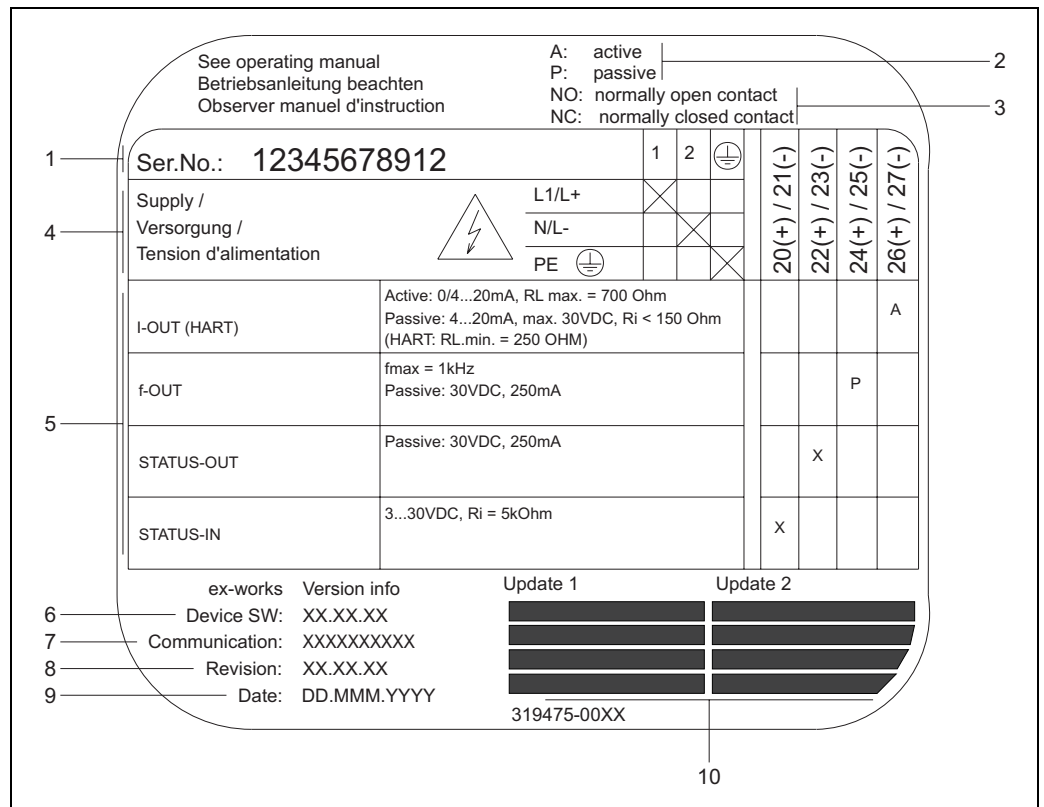 See operating manual
Betriebsanleitung beachten
Observer manuel d'instruction
A: active
P: passive
NO: normally open contact
NC: normally closed contact
2
3
1
Ser.No.: 12345678912
1 2
20(+) / 21(-)
22(+) / 23(-)
24(+) / 25(-)
26(+) / 27(-)
4
Supply /
Versorgung /
Tension d'alimentation
L1/L+
N/L-
PE
5
I-OUT (HART)
Active: 0/4...20mA, RL max. = 700 Ohm
Passive: 4...20mA, max. 30VDC, Ri < 150 Ohm
(HART: RL.min. = 250 OHM)
A
f-OUT
fmax = 1kHz
Passive: 30VDC, 250mA
P
STATUS-OUT
Passive: 30VDC, 250mA
X
STATUS-IN
3...30VDC, Ri = 5kOhm
X
ex-works Version info
Update 1
Update 2
6
Device SW: XX.XX.XX
7
Communication: XXXXXXXXXX
8
Revision: XX.XX.XX
9
Date: DD.MMM.YYYY
319475-00XX
10